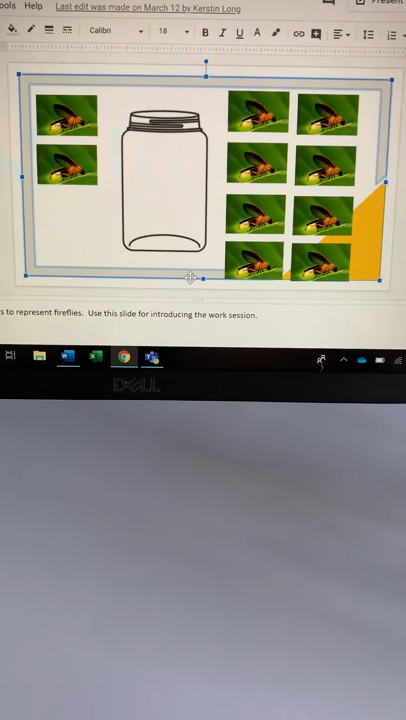 ools Help Last edit was made on March 12 by Kerstin Long Present
Calibri 18 B I U A
s to represent fireflies. Use this slide for introducing the work session.
DELL